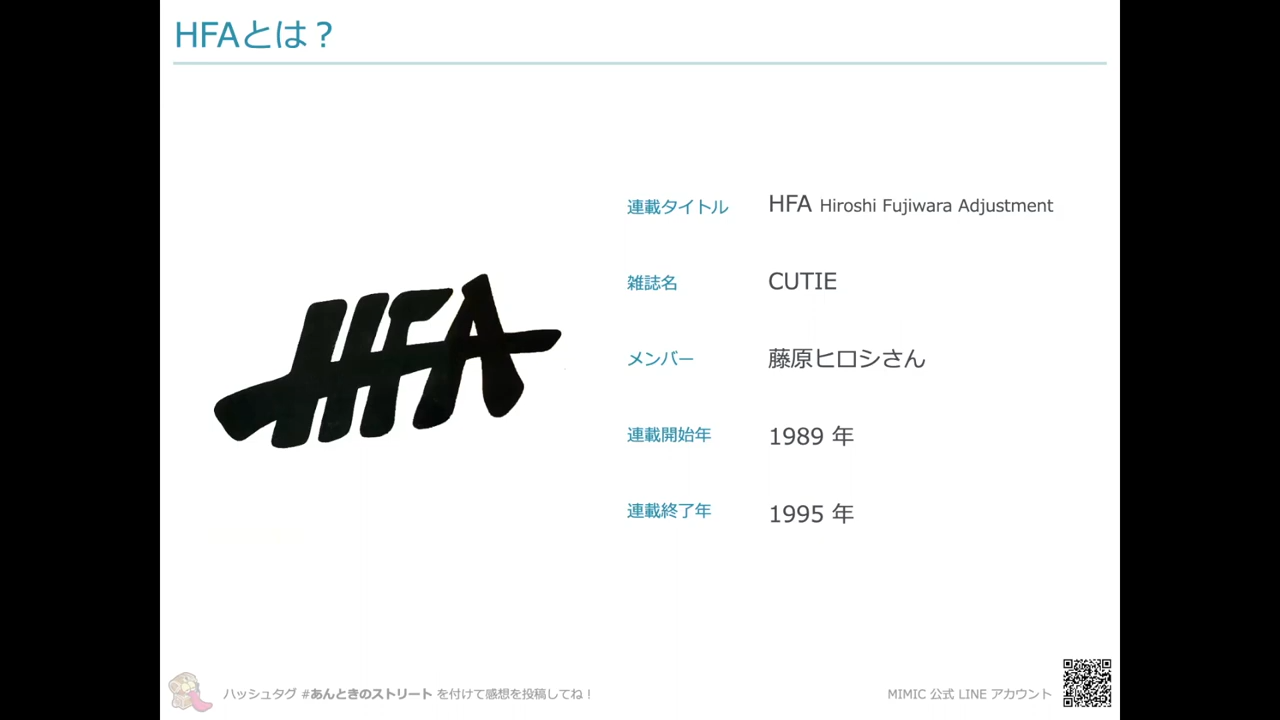 HFAとは？
HFA
連載タイトル HFA Hiroshi Fujiwara Adjustment
雑誌名 CUTIE
メンバー 藤原ヒロシさん
連載開始年 1989 年
連載終了年 1995 年
ハッシュタグ #あんときのストリート を付けて感想を投稿してね！
MIMIC 公式 LINE アカウント